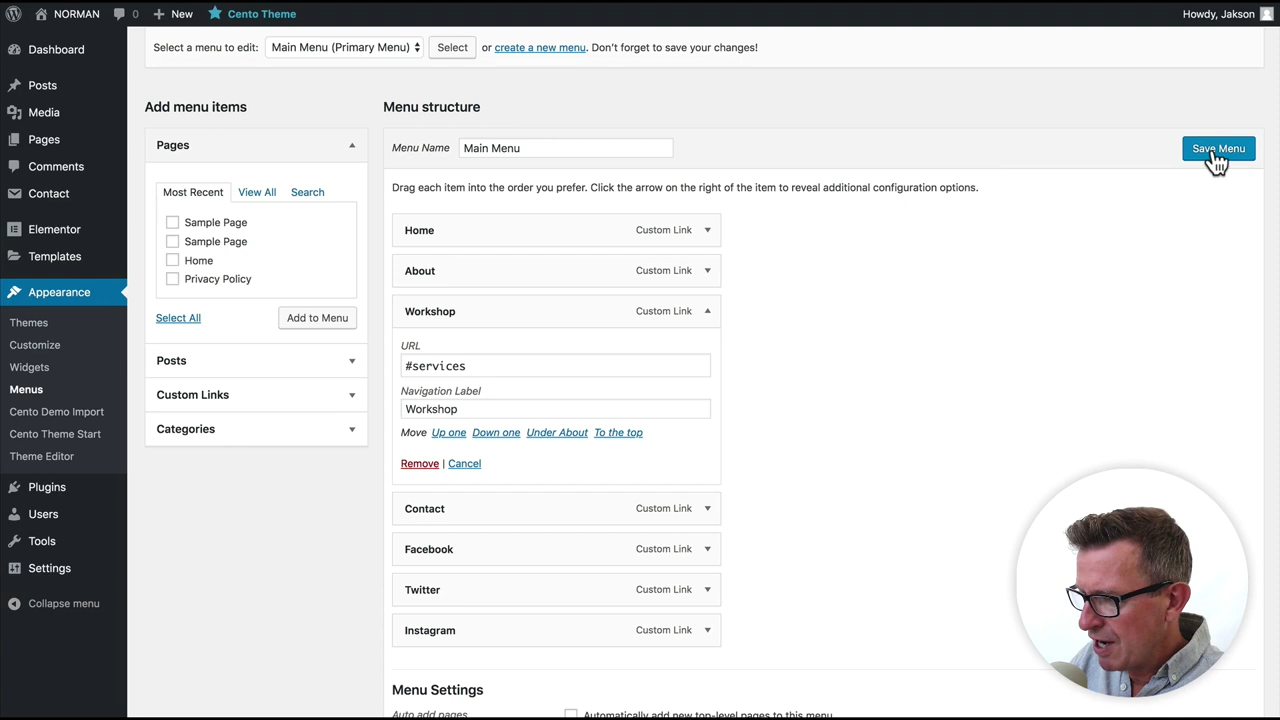 NORMAN
New
Cento Theme
Howdy, Jakson
Dashboard
Posts
Media
Pages
Comments
Contact
Elementor
Templates
Appearance
Themes
Customize
Widgets
Menus
Cento Demo Import
Cento Theme Start
Theme Editor
Plugins
Users
Tools
Settings
Collapse menu
Select a menu to edit: Main Menu (Primary Menu) Select or create a new menu. Don’t forget to save your changes!
Add menu items
Pages
Most Recent View All Search
Sample Page
Sample Page
Home
Privacy Policy
Select All Add to Menu
Posts
Custom Links
Categories
Menu structure
Menu Name Main Menu Save Menu
Drag each item into the order you prefer. Click the arrow on the right of the item to reveal additional configuration options.
Home Custom Link
About Custom Link
Workshop Custom Link
URL
#services
Navigation Label
Workshop
Move Up one Down one Under About To the top
Remove | Cancel
Contact Custom Link
Facebook Custom Link
Twitter Custom Link
Instagram Custom Link
Menu Settings
Auto add pages Automatically add new top-level pages to this menu